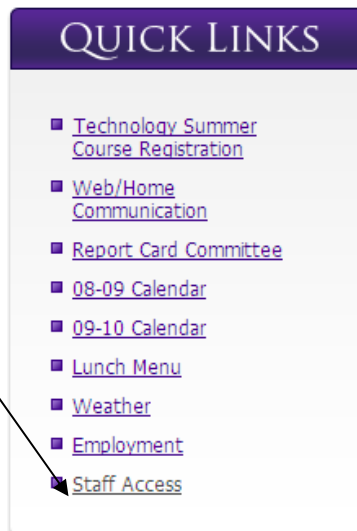 QUICK LINKS
Technology Summer
Course Registration
Web/Home
Communication
Report Card Committee
08-09 Calendar
09-10 Calendar
Lunch Menu
Weather
Employment
Staff Access